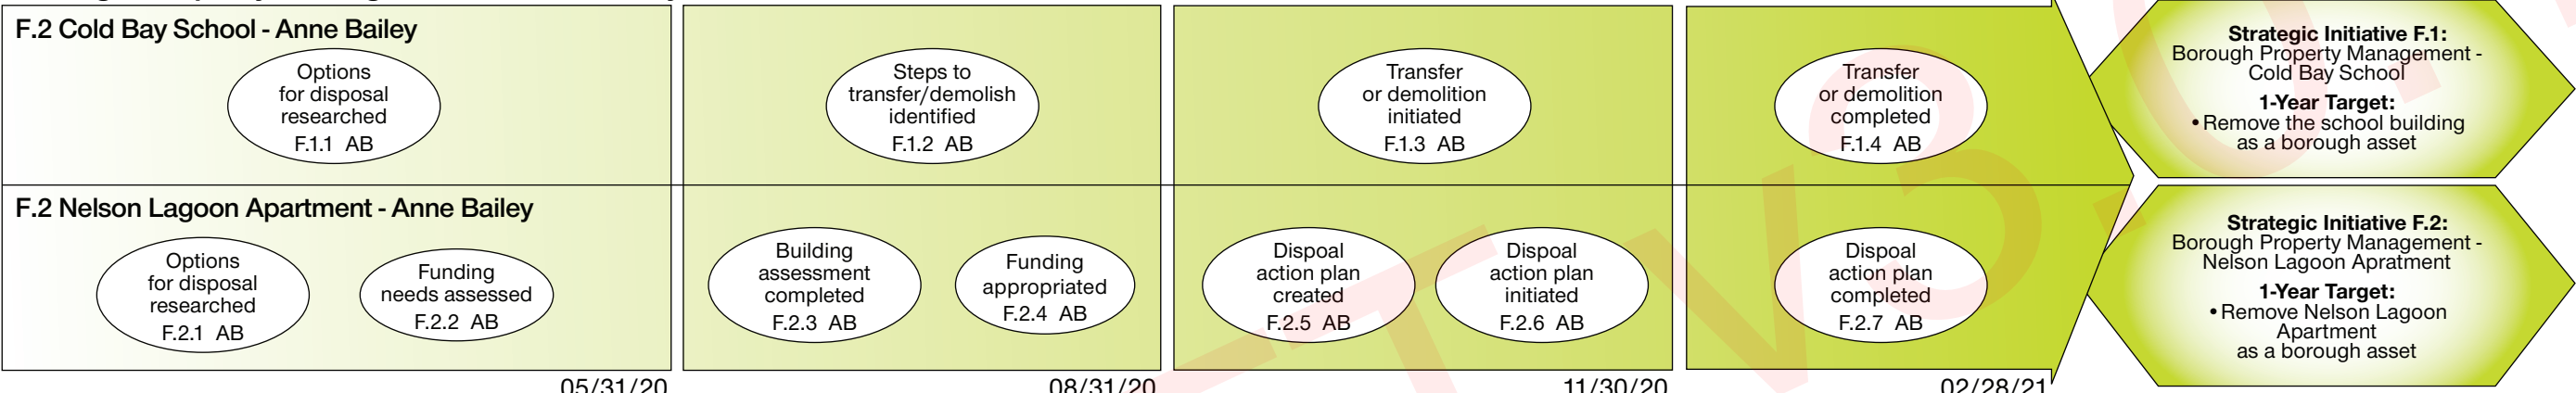 F.2 Cold Bay School - Anne Bailey
Options
for disposal
researched
F.1.1 AB
Steps to
transfer/demolish
identified
F.1.2 AB
Transfer
or demolition
initiated
F.1.3 AB
Transfer
or demolition
completed
F.1.4 AB
Strategic Initiative F.1:
Borough Property Management -
Cold Bay School
1-Year Target:
• Remove the school building
as a borough asset
F.2 Nelson Lagoon Apartment - Anne Bailey
Options
for disposal
researched
F.2.1 AB
Funding
needs assessed
F.2.2 AB
Building
assessment
completed
F.2.3 AB
Funding
appropriated
F.2.4 AB
Dispoal
action plan
created
F.2.5 AB
Dispoal
action plan
initiated
F.2.6 AB
Dispoal
action plan
completed
F.2.7 AB
Strategic Initiative F.2:
Borough Property Management -
Nelson Lagoon Apratment
1-Year Target:
• Remove Nelson Lagoon
Apartment
as a borough asset
05/31/20
08/31/20
11/30/20
02/28/21